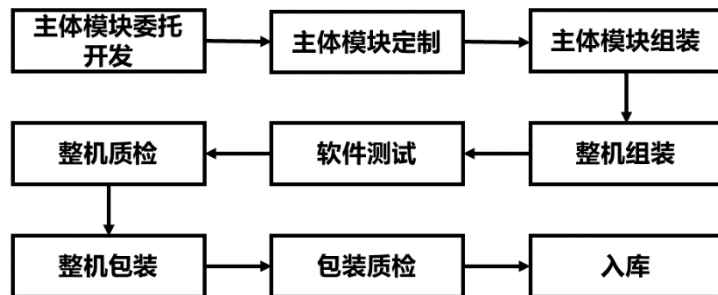 主体模块委托
开发
主体模块定制
主体模块组装
整机组装
软件测试
整机质检
整机包装
包装质检
入库